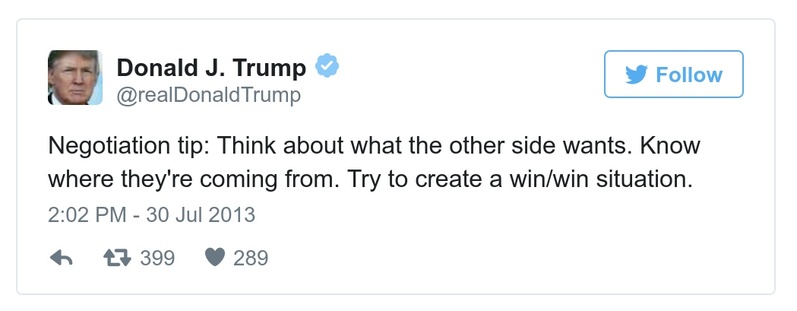 Donald J. Trump
@realDonaldTrump
Follow
Negotiation tip: Think about what the other side wants. Know
where they're coming from. Try to create a win/win situation.
2:02 PM - 30 Jul 2013
399 289